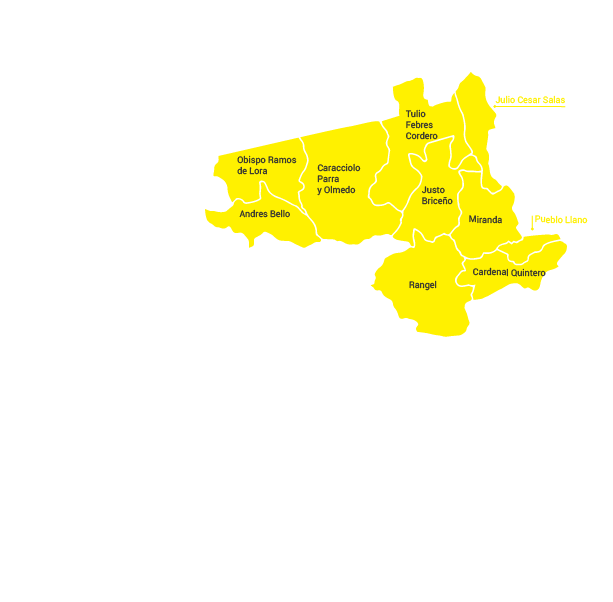 Julio Cesar Salas
Tulio
Febres
Cordero
Obispo Ramos
de Lora
Caracciolo
Parra
y Olmedo
Justo
Briceño
Andres Bello
Miranda
Pueblo Llano
Cardenal Quintero
Rangel